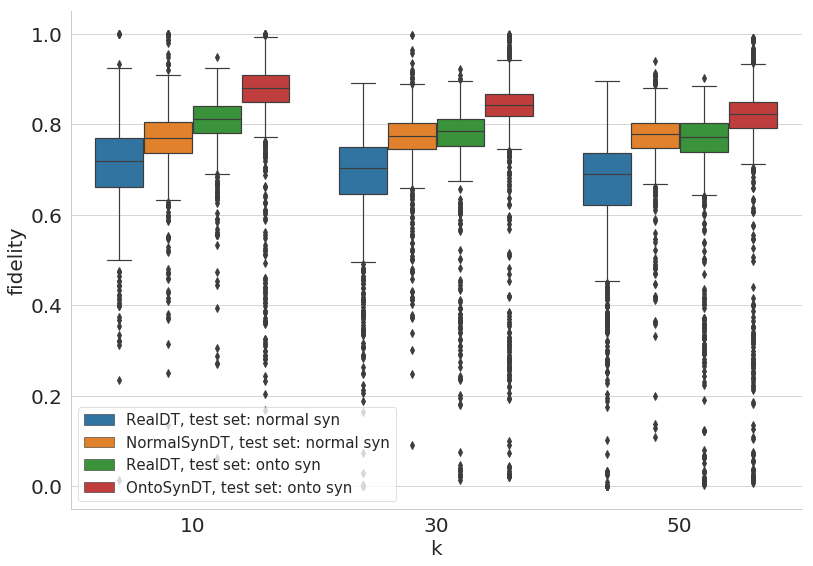 1.0
0.8
0.6
0.4
0.2
0.0
fidelity
RealDT, test set: normal syn
NormalSynDT, test set: normal syn
RealDT, test set: onto syn
OntoSynDT, test set: onto syn
10
30
50
k